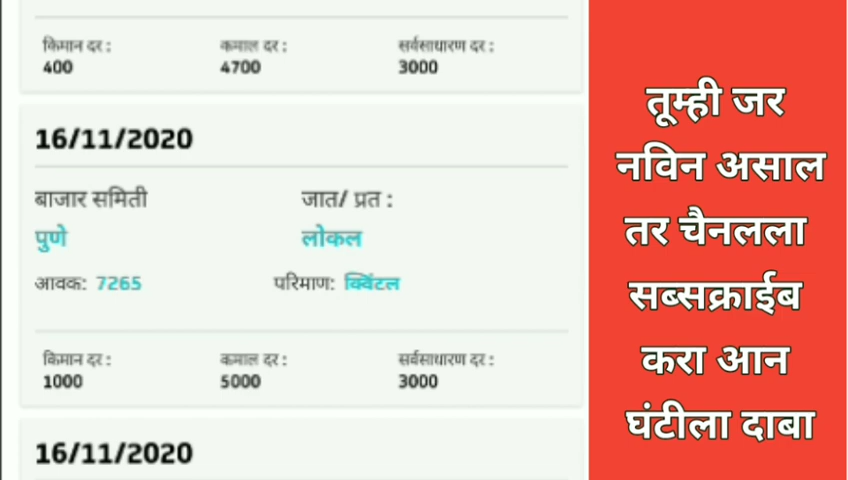 किमान दर :
कमाल दर :
सर्वसाधारण दर :
400
4700
3000
16/11/2020
बाजार समिती
जात/ प्रत :
पुणे
लोकल
आवक: 7265
परिमाण: क्विंटल
किमान दर :
कमाल दर :
सर्वसाधारण दर :
1000
5000
3000
16/11/2020
तूम्ही जर
नविन असाल
तर चैनलला
सब्सक्राईब
करा आन
घंटीला दाबा